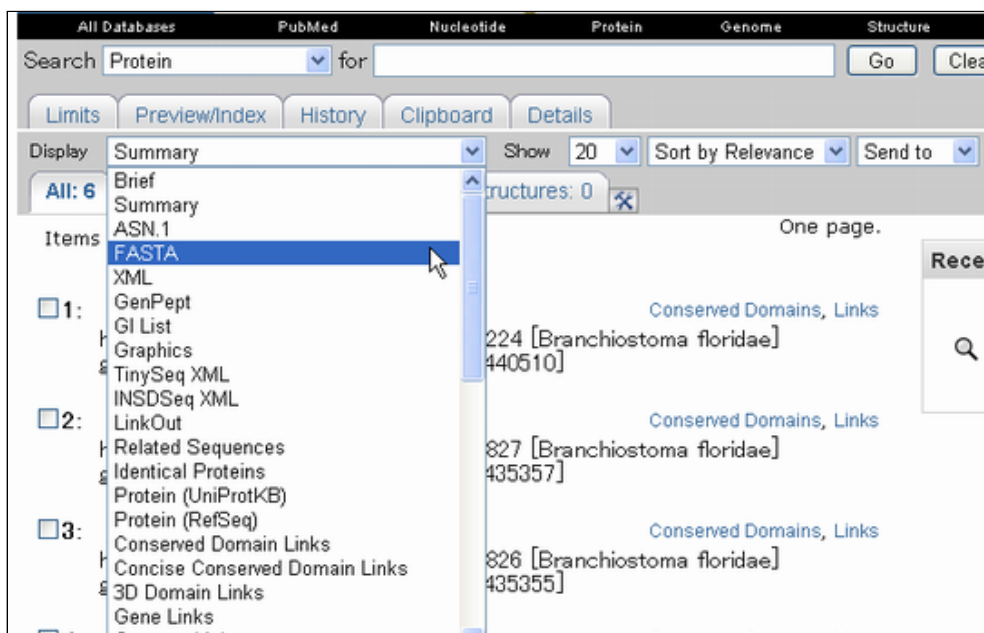 All Databases PubMed Nucleotide Protein Genome Structure
Search Protein for Go Clea
Limits Preview/Index History Clipboard Details
Display Summary Show 20 Sort by Relevance Send to
All: 6 tructures: 0
Brief
Summary
ASN.1
FASTA
XML
GenPept
GI List
Graphics
TinySeq XML
INSDSeq XML
LinkOut
Related Sequences
Identical Proteins
Protein (UniProtKB)
Protein (RefSeq)
Conserved Domain Links
Concise Conserved Domain Links
3D Domain Links
Gene Links
Items
One page.
Rece
1: Conserved Domains, Links
224 [Branchiostoma floridae]
440510]
2: Conserved Domains, Links
827 [Branchiostoma floridae]
435357]
3: Conserved Domains, Links
826 [Branchiostoma floridae]
435355]